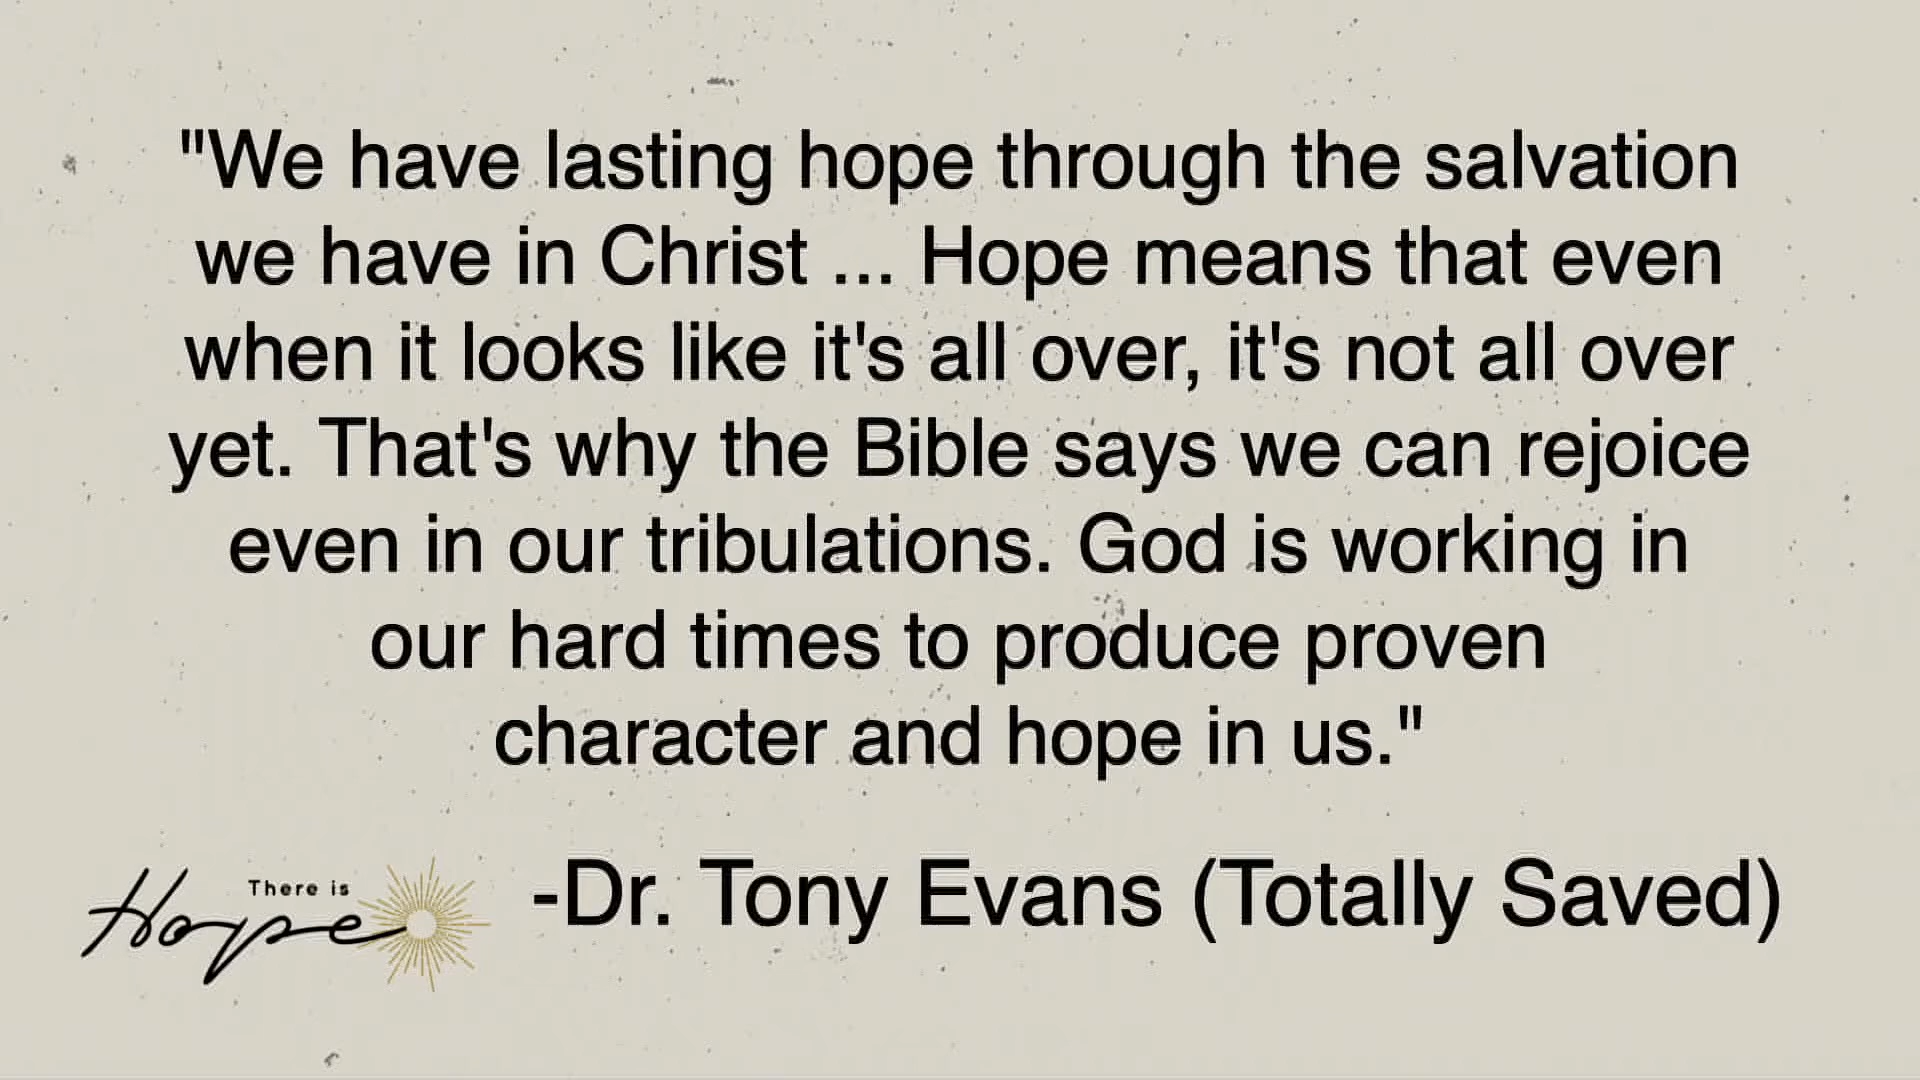 "We have lasting hope through the salvation
we have in Christ ... Hope means that even
when it looks like it's all over, it's not all over
yet. That's why the Bible says we can rejoice
even in our tribulations. God is working in
our hard times to produce proven
character and hope in us."
There is
Hope
-Dr. Tony Evans (Totally Saved)